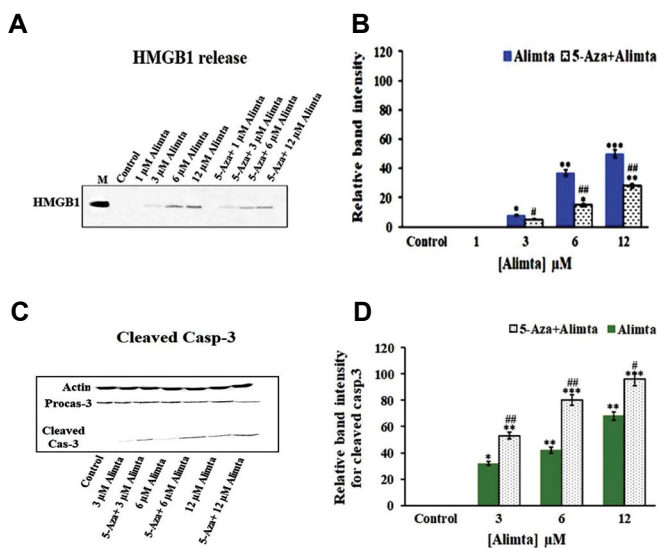 A
HMGB1 release
M
Control
1 µM Alimta
3 µM Alimta
6 µM Alimta
12 µM Alimta
5-Aza+ 1 µM Alimta
5-Aza+ 3 µM Alimta
5-Aza+ 6 µM Alimta
5-Aza+ 12 µM Alimta
HMGB1
B
Alimta 5-Aza+Alimta
Relative band intensity
120
100
80
60
40
20
0
* #
** ## *
*** ## **
Control 1 3 6 12
[Alimta] µM
C
Cleaved Casp-3
Actin
Procas-3
Cleaved
Cas-3
Control
3 µM Alimta
5-Aza+ 3 µM Alimta
6 µM Alimta
5-Aza+ 6 µM Alimta
12 µM Alimta
5-Aza+ 12 µM Alimta
D
5-Aza+Alimta Alimta
Relative band intensity
for cleaved casp.3
120
100
80
60
40
20
0
* ## **
** ## ***
** # ***
Control 3 6 12
[Alimta] µM